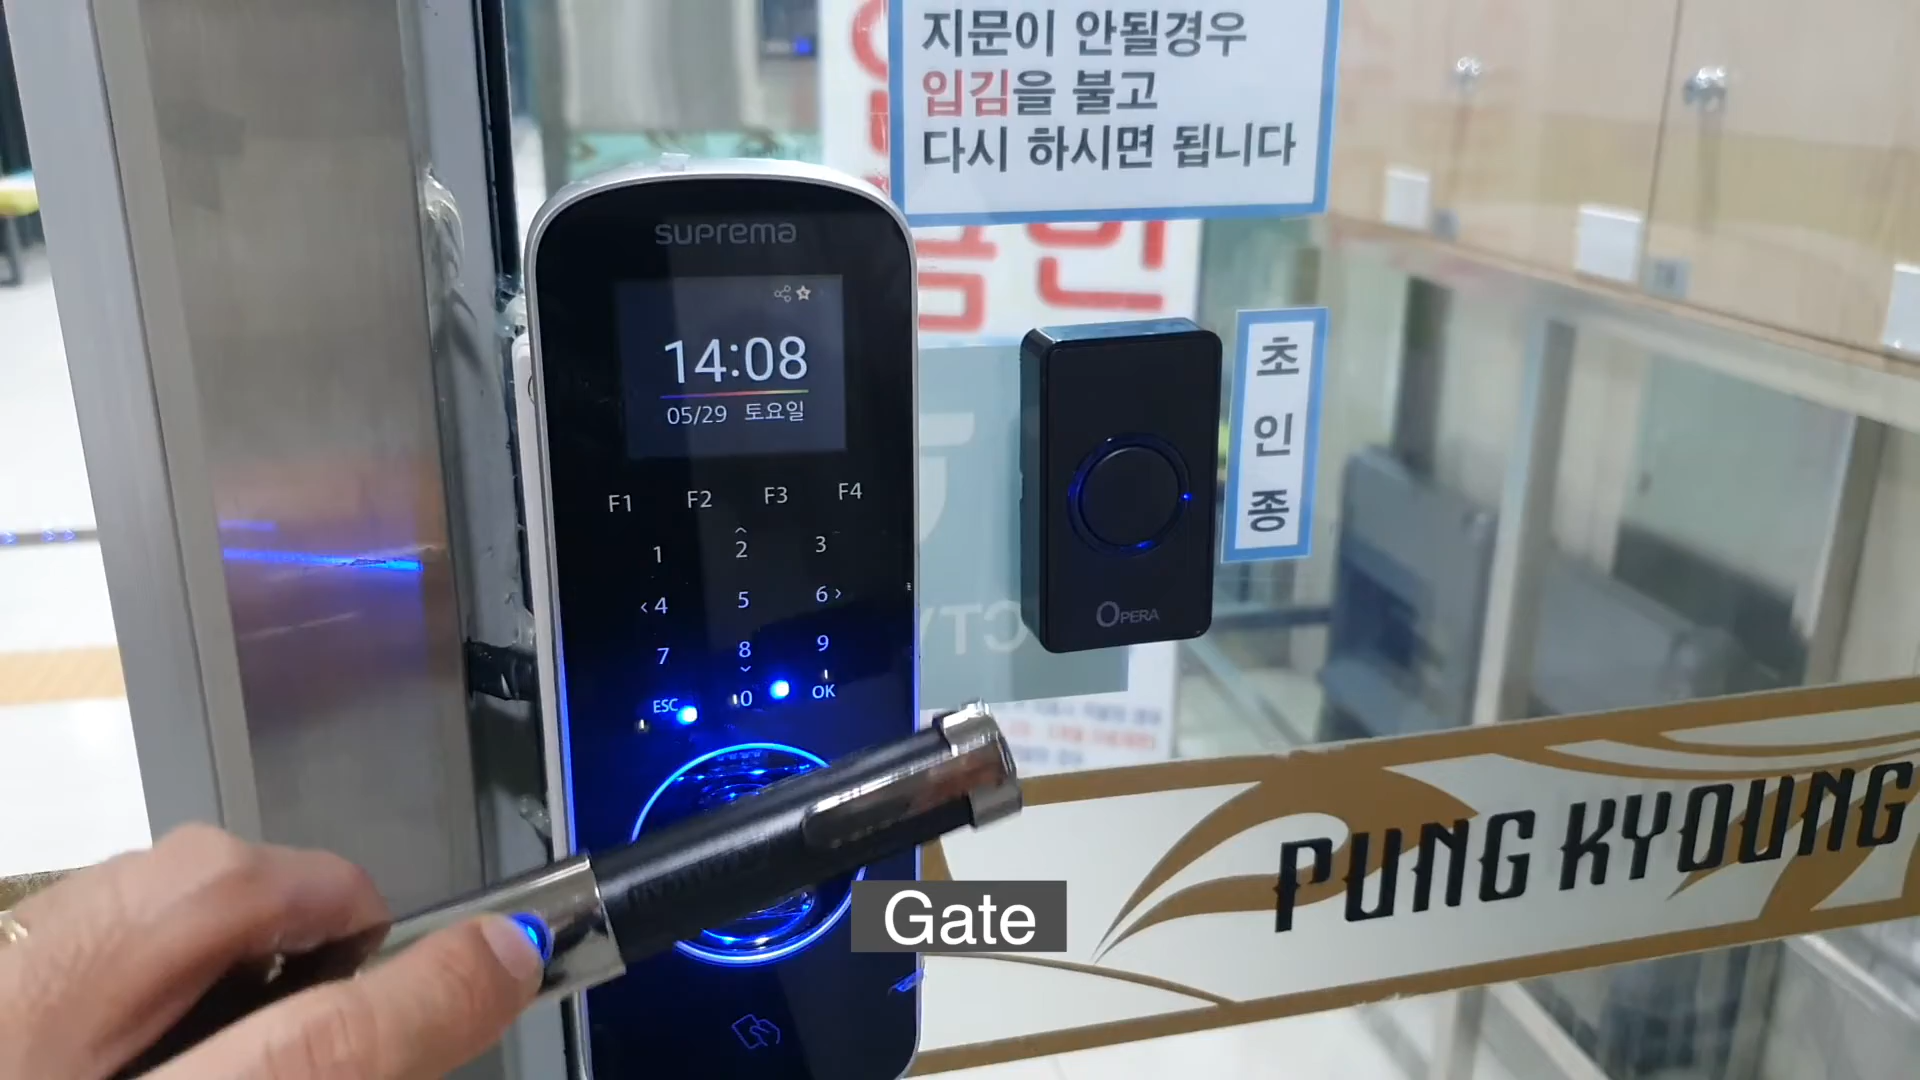 지문이 안될경우
입김을 불고
다시 하시면 됩니다
suprema
14:08
05/29 토요일
F1 F2 F3 F4
1 2 3
4 5 6
7 8 9
ESC 0 OK
초
인
종
OPERA
PUNG KYOUNG
Gate